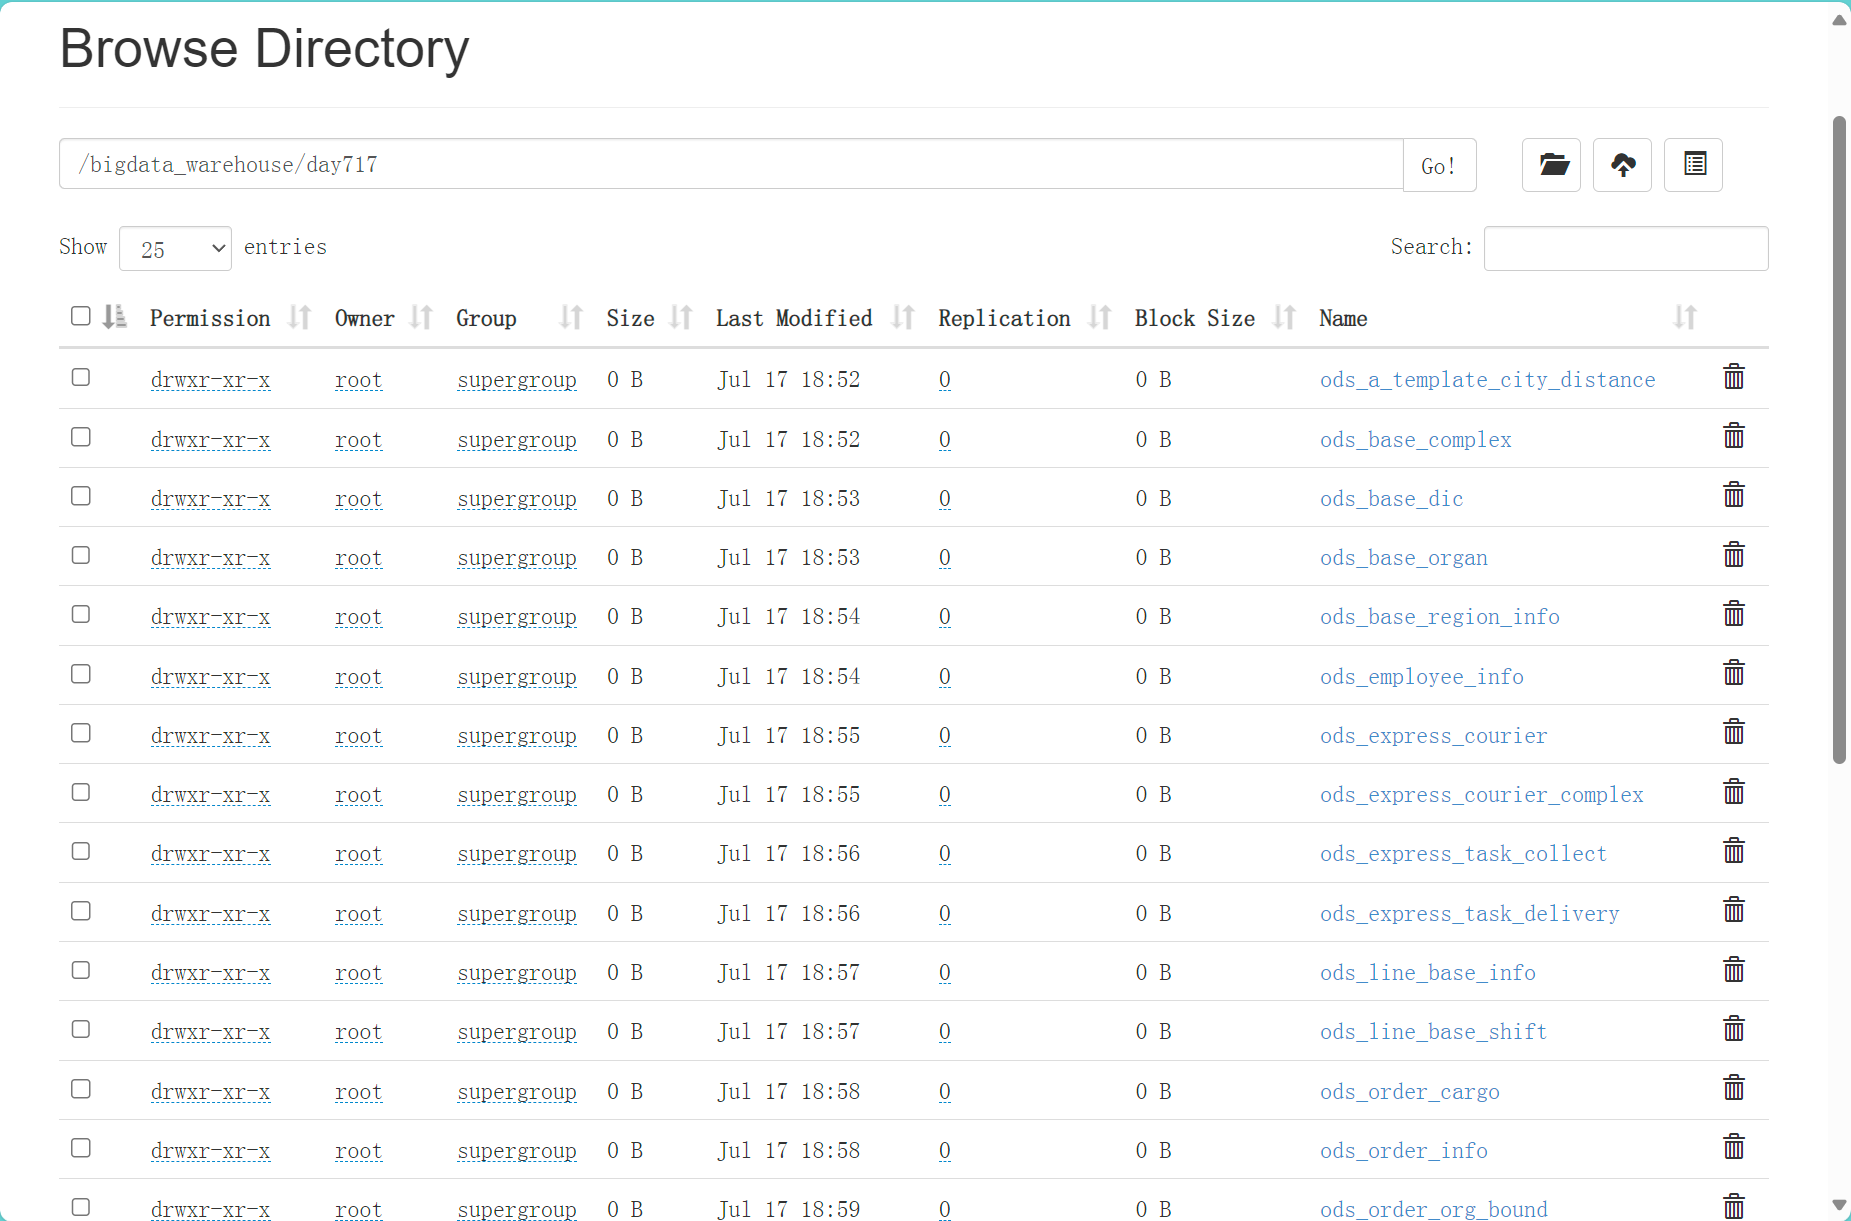 Browse Directory
/bigdata_warehouse/day717 Go!
Show 25 entries Search:
Permission Owner Group Size Last Modified Replication Block Size Name
drwxr-xr-x root supergroup 0 B Jul 17 18:52 0 0 B ods_a_template_city_distance
drwxr-xr-x root supergroup 0 B Jul 17 18:52 0 0 B ods_base_complex
drwxr-xr-x root supergroup 0 B Jul 17 18:53 0 0 B ods_base_dic
drwxr-xr-x root supergroup 0 B Jul 17 18:53 0 0 B ods_base_organ
drwxr-xr-x root supergroup 0 B Jul 17 18:54 0 0 B ods_base_region_info
drwxr-xr-x root supergroup 0 B Jul 17 18:54 0 0 B ods_employee_info
drwxr-xr-x root supergroup 0 B Jul 17 18:55 0 0 B ods_express_courier
drwxr-xr-x root supergroup 0 B Jul 17 18:55 0 0 B ods_express_courier_complex
drwxr-xr-x root supergroup 0 B Jul 17 18:56 0 0 B ods_express_task_collect
drwxr-xr-x root supergroup 0 B Jul 17 18:56 0 0 B ods_express_task_delivery
drwxr-xr-x root supergroup 0 B Jul 17 18:57 0 0 B ods_line_base_info
drwxr-xr-x root supergroup 0 B Jul 17 18:57 0 0 B ods_line_base_shift
drwxr-xr-x root supergroup 0 B Jul 17 18:58 0 0 B ods_order_cargo
drwxr-xr-x root supergroup 0 B Jul 17 18:58 0 0 B ods_order_info
drwxr-xr-x root supergroup 0 B Jul 17 18:59 0 0 B ods_order_org_bound